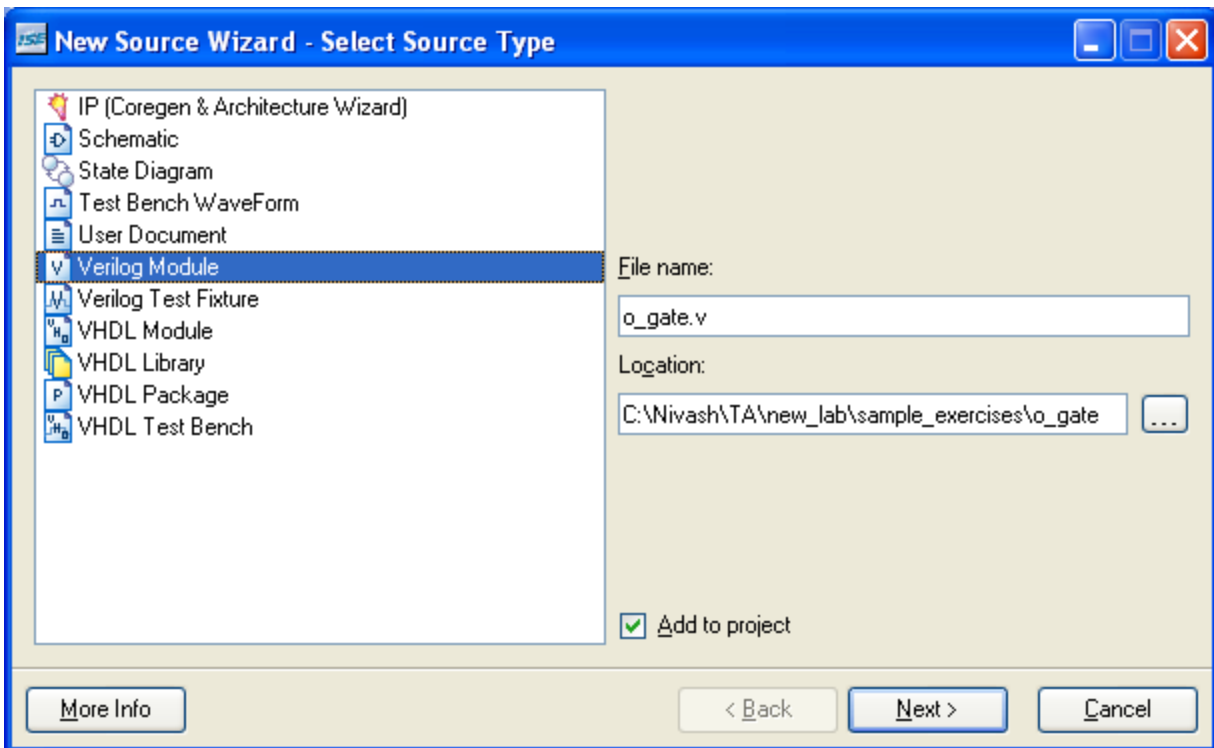 ISE New Source Wizard - Select Source Type
IP (Coregen & Architecture Wizard)
Schematic
State Diagram
Test Bench WaveForm
User Document
V Verilog Module
Verilog Test Fixture
VHDL Module
VHDL Library
P VHDL Package
VHDL Test Bench
File name:
o_gate.v
Location:
C:\Nivash\TA\new_lab\sample_exercises\o_gate
...
Add to project
More Info
< Back
Next >
Cancel